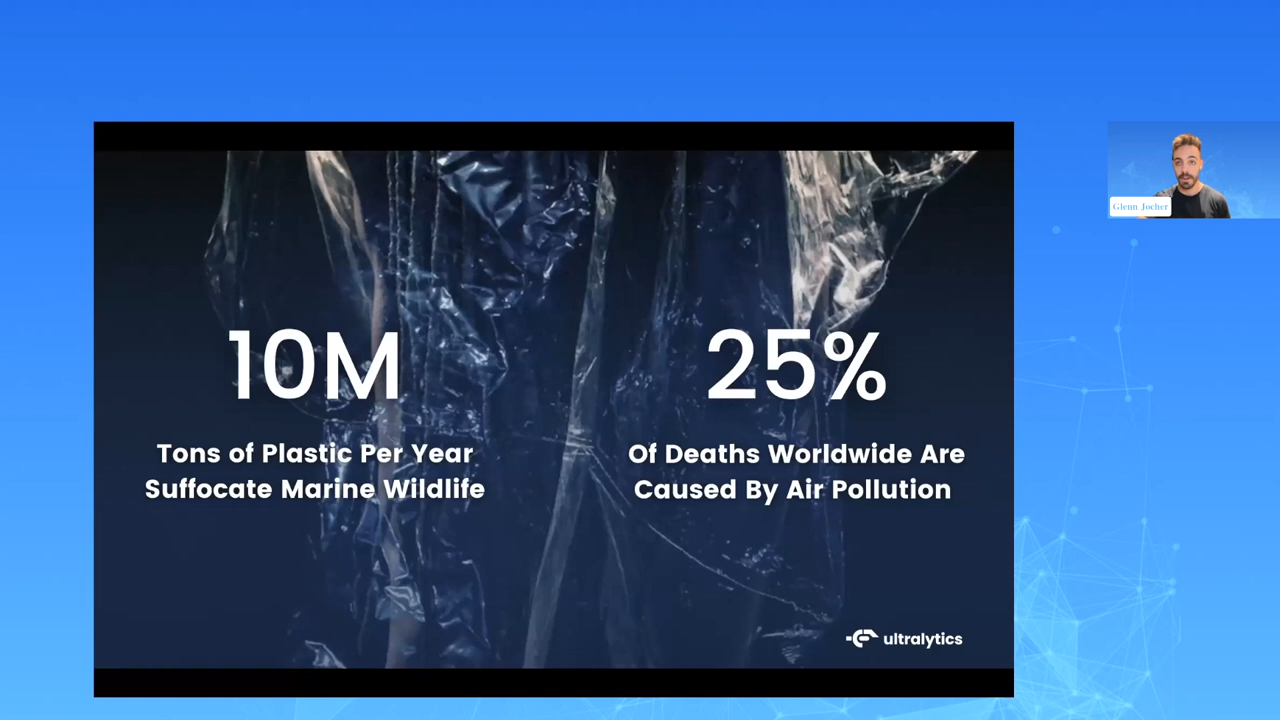 10M
Tons of Plastic Per Year
Suffocate Marine Wildlife
25%
Of Deaths Worldwide Are
Caused By Air Pollution
ultralytics
Glenn Jocher